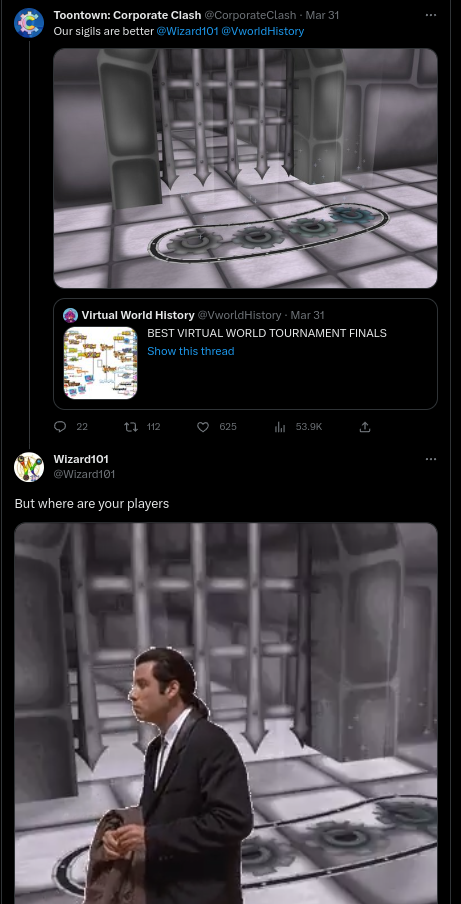 Toontown: Corporate Clash @CorporateClash · Mar 31
Our sigils are better @Wizard101 @VworldHistory
Virtual World History @VworldHistory · Mar 31
BEST VIRTUAL WORLD TOURNAMENT FINALS
Show this thread
22 112 625 53.9K
Wizard101
@Wizard101
But where are your players